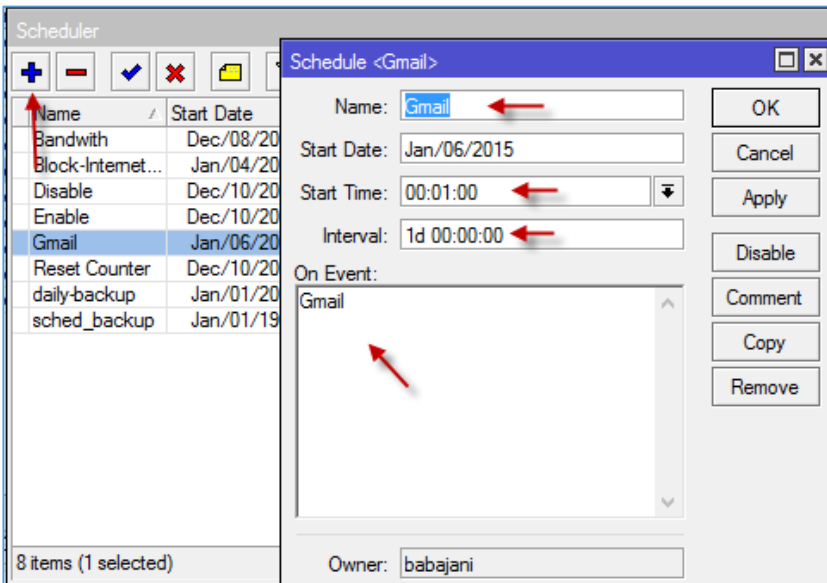 Scheduler
Name Start Date
Bandwith Dec/08/20
Block-Internet... Jan/04/20
Disable Dec/10/20
Enable Dec/10/20
Gmail Jan/06/20
Reset Counter Dec/10/20
daily-backup Jan/01/20
sched_backup Jan/01/19
8 items (1 selected)
Schedule <Gmail>
Name: Gmail
Start Date: Jan/06/2015
Start Time: 00:01:00
Interval: 1d 00:00:00
On Event:
Gmail
Owner: babajani
OK
Cancel
Apply
Disable
Comment
Copy
Remove